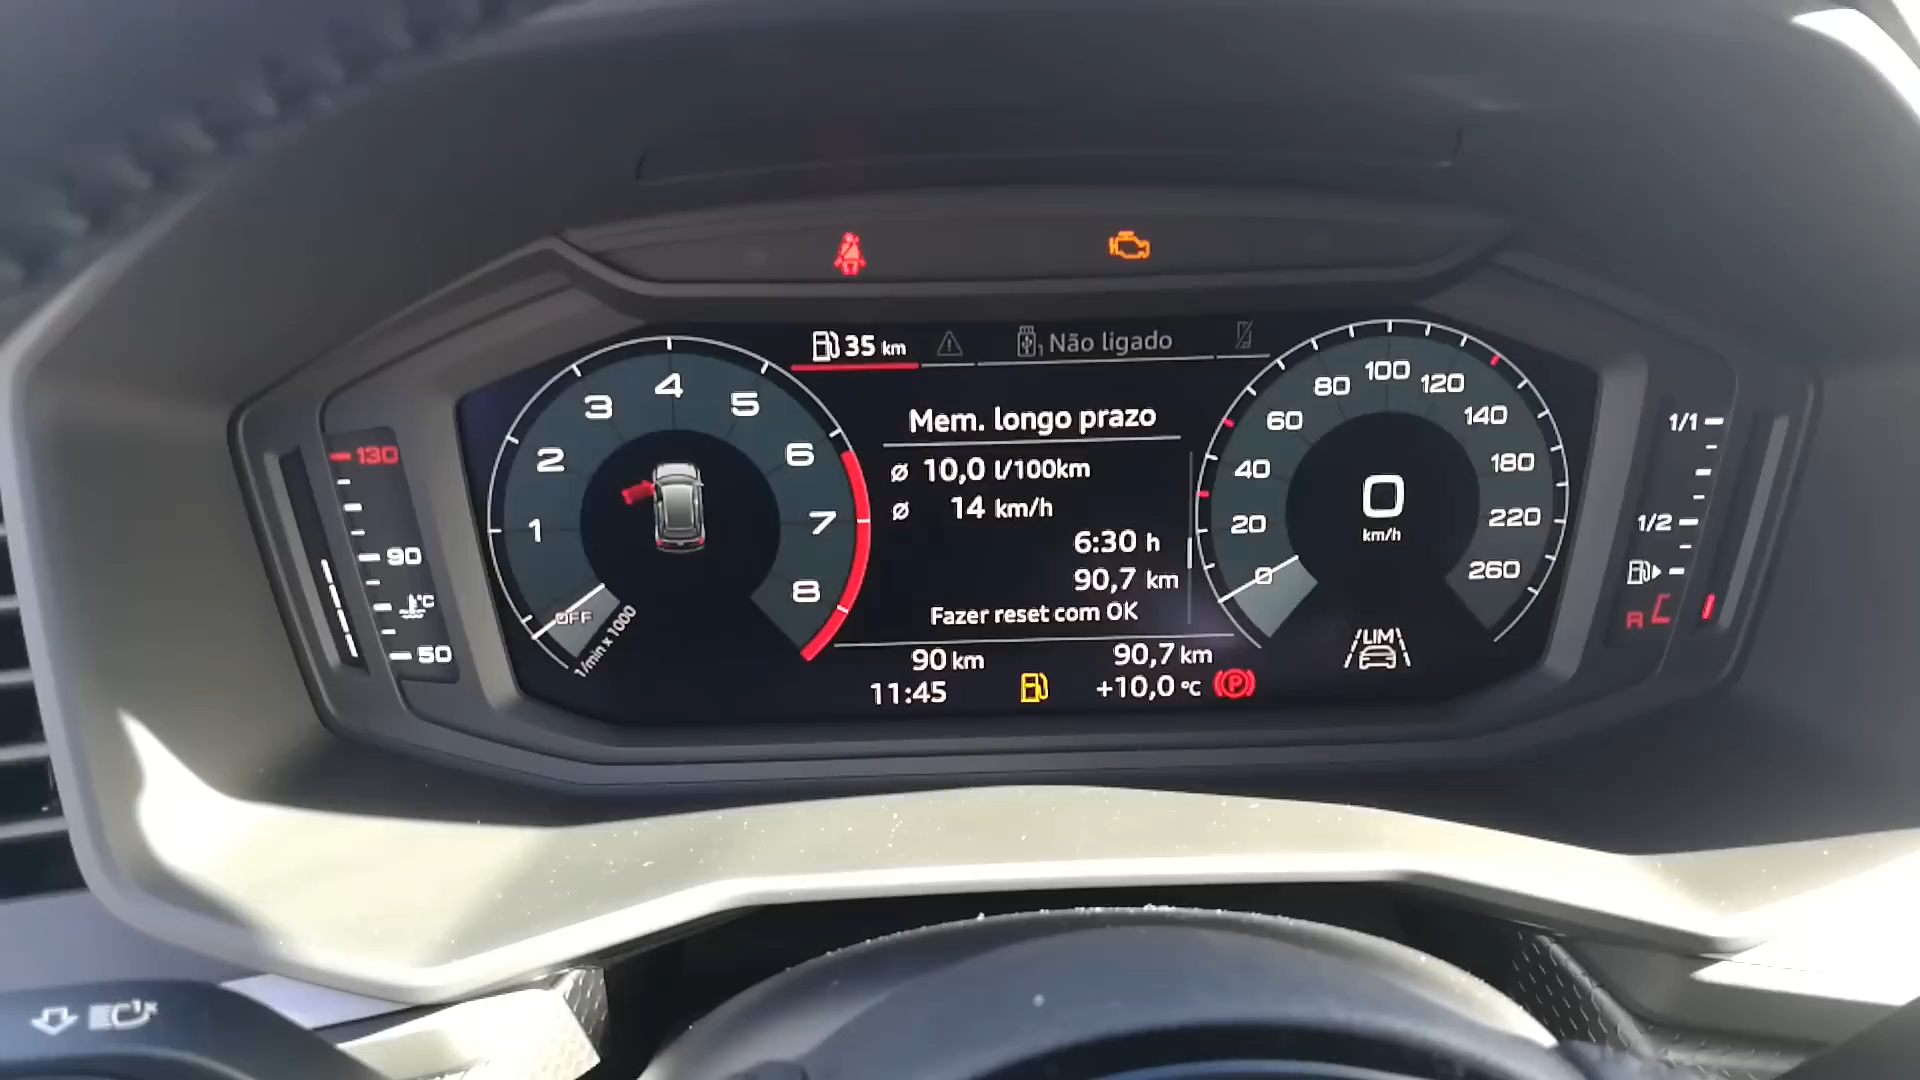 35 km
1 Não ligado
Mem. longo prazo
ø 10,0 l/100km
ø 14 km/h
6:30 h
90,7 km
Fazer reset com OK
90 km
90,7 km
11:45
+10,0 °C
P
OFF
1
2
3
4
5
6
7
8
1/min x 1000
0
20
40
60
80
100
120
140
180
220
260
0
km/h
LIM
130
90
°C
50
1/1
1/2
R